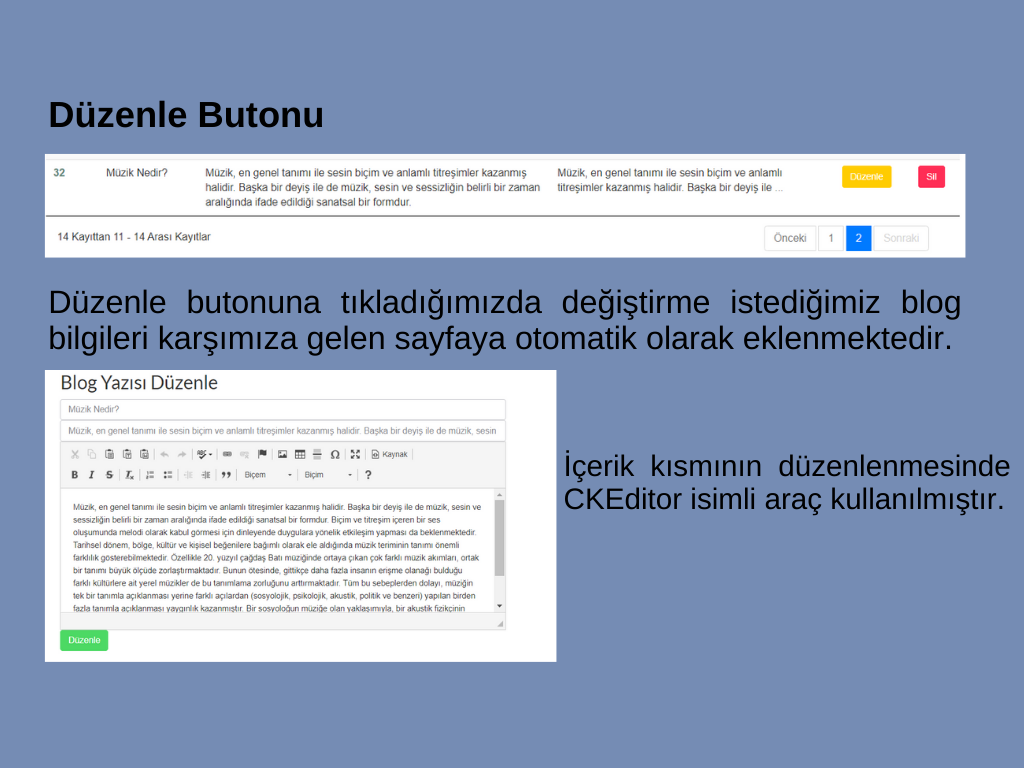 Düzenle Butonu
32 Müzik Nedir? Müzik, en genel tanımı ile sesin biçim ve anlamlı titreşimler kazanmış Müzik, en genel tanımı ile sesin biçim ve anlamlı Düzenle Sil
halidir. Başka bir deyiş ile de müzik, sesin ve sessizliğin belirli bir zaman titreşimler kazanmış halidir. Başka bir deyiş ile ...
aralığında ifade edildiği sanatsal bir formdur.
14 Kayıttan 11 - 14 Arası Kayıtlar Önceki 1 2 Sonraki
Düzenle butonuna tıkladığımızda değiştirme istediğimiz blog
bilgileri karşımıza gelen sayfaya otomatik olarak eklenmektedir.
Blog Yazısı Düzenle
Müzik Nedir?
Müzik, en genel tanımı ile sesin biçim ve anlamlı titreşimler kazanmış halidir. Başka bir deyiş ile de müzik, sesin
Kaynak
B I S Biçem Biçim ?
Müzik, en genel tanımı ile sesin biçim ve anlamlı titreşimler kazanmış halidir. Başka bir deyiş ile de müzik, sesin ve
sessizliğin belirli bir zaman aralığında ifade edildiği sanatsal bir formdur. Biçim ve titreşim içeren bir ses
oluşumunda melodi olarak kabul görmesi için dinleyende duygulara yönelik etkileşim yapması da beklenmektedir.
Tarihsel dönem, bölge, kültür ve kişisel beğenilere bağımlı olarak ele aldığında müzik teriminin tanımı önemli
farklılık gösterebilmektedir. Özellikle 20. yüzyıl çağdaş Batı müziğinde ortaya çıkan çok farklı müzik akımları, ortak
bir tanımı büyük ölçüde zorlaştırmaktadır. Bunun ötesinde, gittikçe daha fazla insanın erişme olanağı bulduğu
farklı kültürlere ait yerel müzikler de bu tanımlama zorluğunu arttırmaktadır. Tüm bu sebeplerden dolayı, müziğin
tek bir tanımla açıklanması yerine farklı açılardan (sosyolojik, psikolojik, akustik, politik ve benzeri) yapılan birden
fazla tanımla açıklanması yaygınlık kazanmıştır. Bir sosyoloğun müziğe olan yaklaşımıyla, bir akustik fizikçinin
Düzenle
İçerik kısmının düzenlenmesinde
CKEditor isimli araç kullanılmıştır.